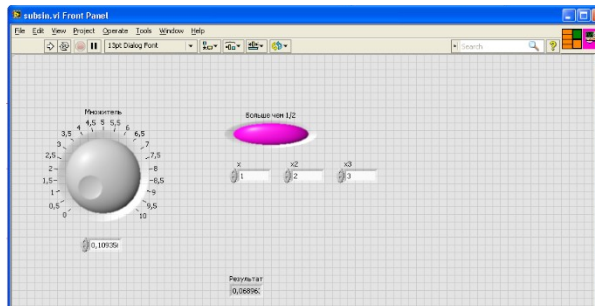 subsin.vi Front Panel
File Edit View Project Operate Tools Window Help
13pt Dialog Font
Search
Множитель
0 0,5 1 1,5 2 2,5 3 3,5 4 4,5 5 5,5 6 6,5 7 7,5 8 8,5 9 9,5 10
0,10935
Больше чем 1/2
x x2 x3
1 2 3
Результат
0,06896